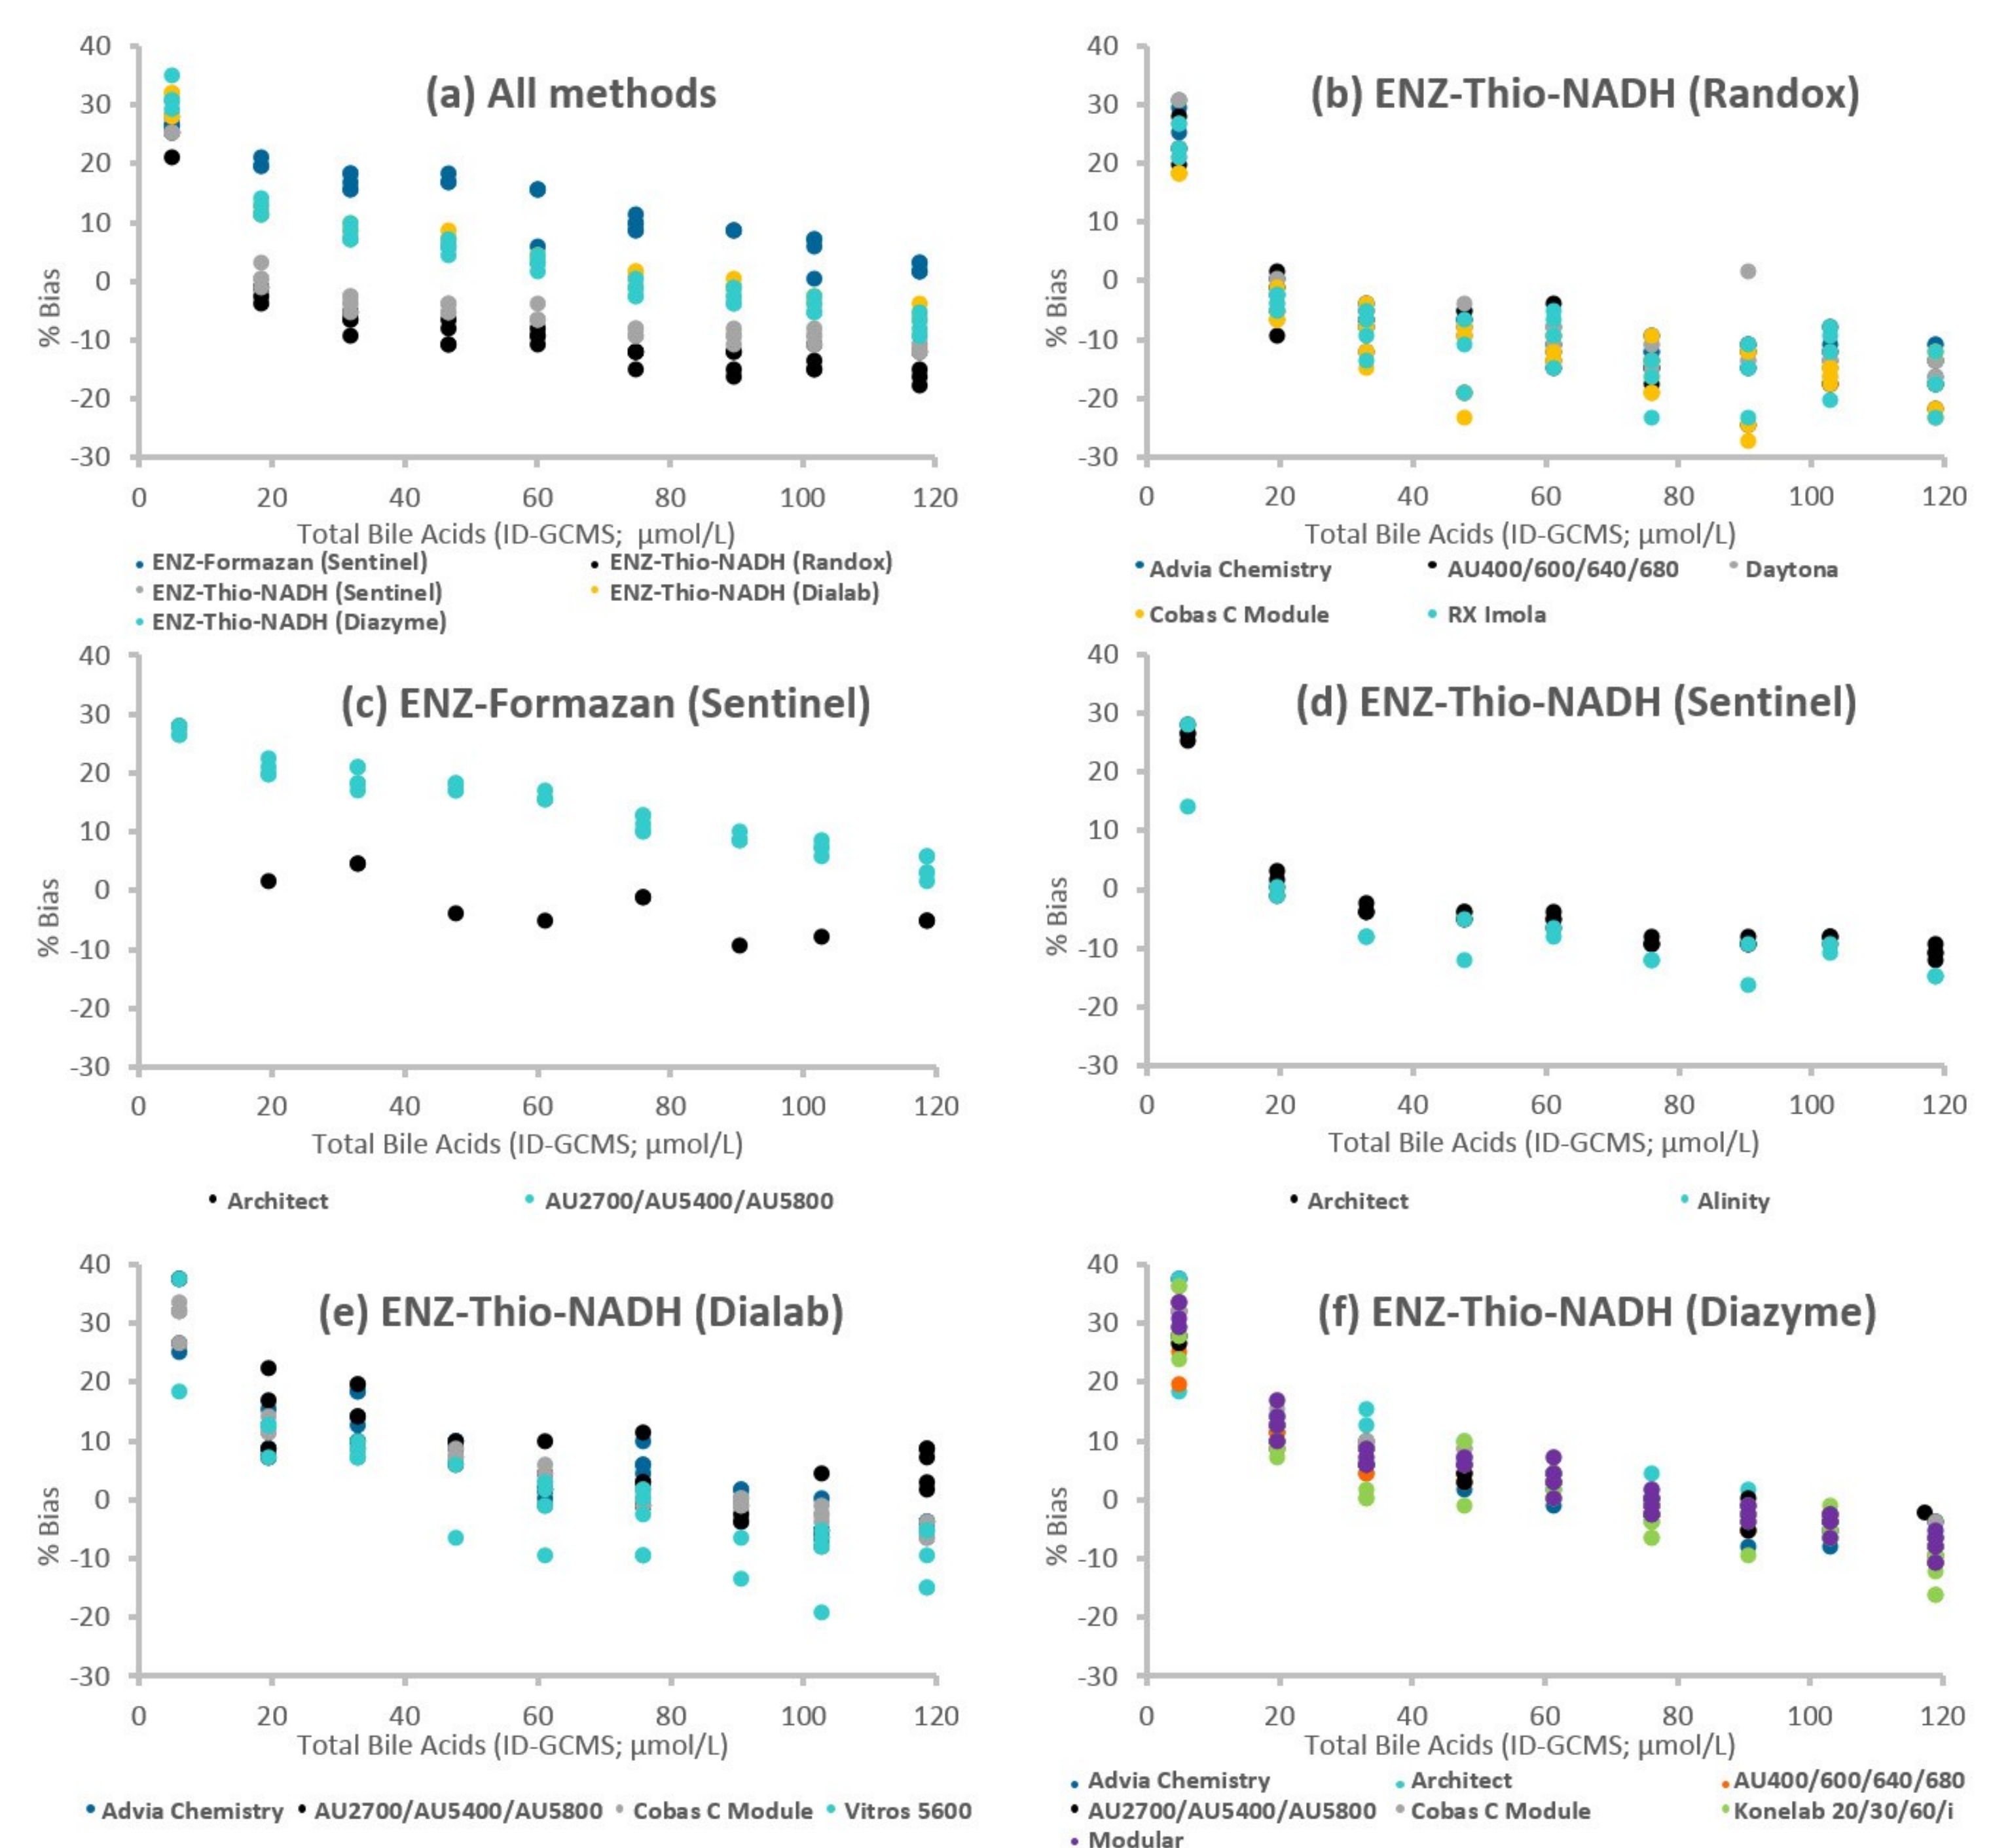 (a) All methods
40
30
20
10
0
-10
-20
-30
% Bias
0 20 40 60 80 100 120
Total Bile Acids (ID-GCMS; μmol/L)
ENZ-Formazan (Sentinel) ENZ-Thio-NADH (Randox)
ENZ-Thio-NADH (Sentinel) ENZ-Thio-NADH (Dialab)
ENZ-Thio-NADH (Diazyme)
(b) ENZ-Thio-NADH (Randox)
40
30
20
10
0
-10
-20
-30
% Bias
0 20 40 60 80 100 120
Total Bile Acids (ID-GCMS; μmol/L)
Advia Chemistry AU400/600/640/680 Daytona
Cobas C Module RX Imola
(c) ENZ-Formazan (Sentinel)
40
30
20
10
0
-10
-20
-30
% Bias
0 20 40 60 80 100 120
Total Bile Acids (ID-GCMS; μmol/L)
Architect AU2700/AU5400/AU5800
(d) ENZ-Thio-NADH (Sentinel)
40
30
20
10
0
-10
-20
-30
% Bias
0 20 40 60 80 100 120
Total Bile Acids (ID-GCMS; μmol/L)
Architect Alinity
(e) ENZ-Thio-NADH (Dialab)
40
30
20
10
0
-10
-20
-30
% Bias
0 20 40 60 80 100 120
Total Bile Acids (ID-GCMS; μmol/L)
Advia Chemistry AU2700/AU5400/AU5800 Cobas C Module Vitros 5600
(f) ENZ-Thio-NADH (Diazyme)
40
30
20
10
0
-10
-20
-30
% Bias
0 20 40 60 80 100 120
Total Bile Acids (ID-GCMS; μmol/L)
Advia Chemistry Architect AU400/600/640/680
AU2700/AU5400/AU5800 Cobas C Module Konelab 20/30/60/i
Modular